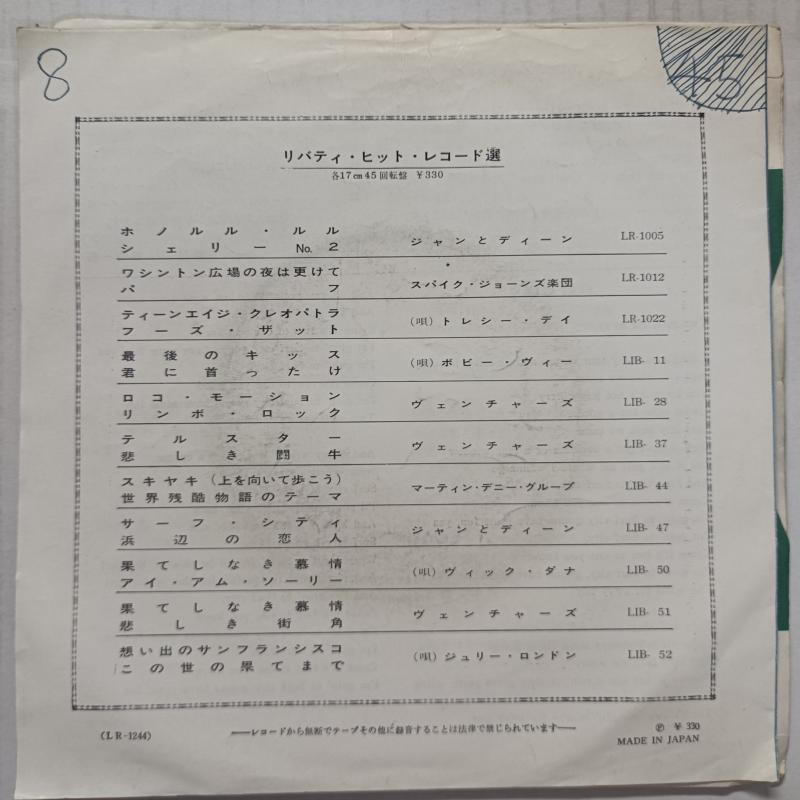 8
45
リバティ・ヒット・レコード選
各17㎝45回転盤 ￥330
ホノルル・ルル
シェリーNo.2 ジャンとディーン LR-1005
ワシントン広場の夜は更けて
パフ スパイク・ジョーンズ楽団 LR-1012
ティーンエイジ・クレオパトラ
フーズ・ザット (唄)トレシー・デイ LR-1022
最後のキッス
君に首ったけ (唄)ボビー・ヴィー LIB- 11
ロコ・モーション
リンボ・ロック ヴェンチャーズ LIB- 28
テルスター
悲しき闘牛 ヴェンチャーズ LIB- 37
スキヤキ(上を向いて歩こう)
世界残酷物語のテーマ マーティン・デニー・グループ LIB- 44
サーフ・シティ
浜辺の恋人 ジャンとディーン LIB- 47
果てしなき慕情
アイ・アム・ソーリー (唄)ヴィック・ダナ LIB- 50
果てしなき慕情
悲しき街角 ヴェンチャーズ LIB- 51
想い出のサンフランシスコ
この世の果てまで (唄)ジュリー・ロンドン LIB- 52
(LR-1244) ──レコードから無断でテープその他に録音することは法律で禁じられています── Ⓟ ￥330
MADE IN JAPAN